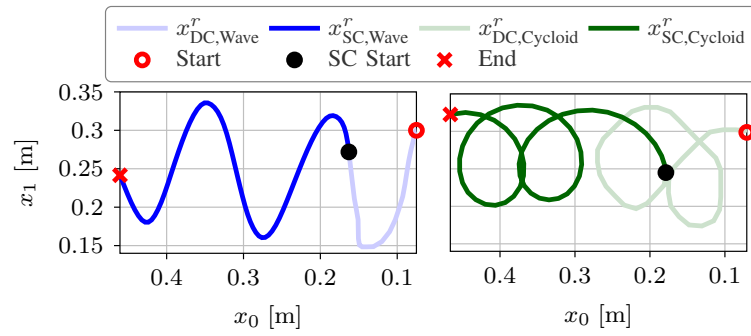 x^r_DC,Wave x^r_SC,Wave x^r_DC,Cycloid x^r_SC,Cycloid
Start SC Start End
0.35
0.3
0.25
0.2
0.15
x_1 [m]
0.4 0.3 0.2 0.1
x_0 [m]
0.4 0.3 0.2 0.1
x_0 [m]